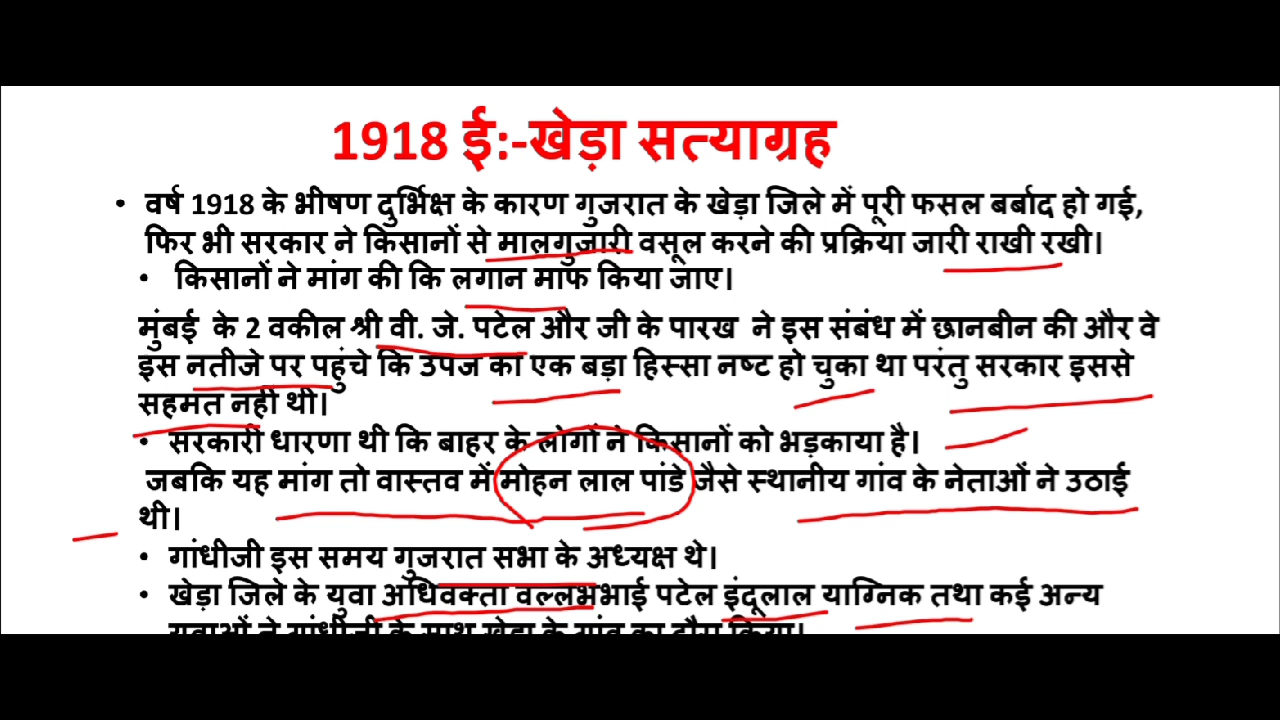 1918 ई:-खेड़ा सत्याग्रह
• वर्ष 1918 के भीषण दुर्भिक्ष के कारण गुजरात के खेड़ा जिले में पूरी फसल बर्बाद हो गई,
फिर भी सरकार ने किसानों से मालगुजारी वसूल करने की प्रक्रिया जारी राखी रखी।
• किसानों ने मांग की कि लगान माफ किया जाए।
मुंबई के 2 वकील श्री वी. जे. पटेल और जी के पारख ने इस संबंध में छानबीन की और वे
इस नतीजे पर पहुंचे कि उपज का एक बड़ा हिस्सा नष्ट हो चुका था परंतु सरकार इससे
सहमत नहीं थी।
• सरकारी धारणा थी कि बाहर के लोगों ने किसानों को भड़काया है।
जबकि यह मांग तो वास्तव में मोहन लाल पांडे जैसे स्थानीय गांव के नेताओं ने उठाई
थी।
• गांधीजी इस समय गुजरात सभा के अध्यक्ष थे।
• खेड़ा जिले के युवा अधिवक्ता वल्लभभाई पटेल इंदूलाल याग्निक तथा कई अन्य
युवाओं ने गांधीजी के साथ खेड़ा के गांव का दौरा किया।